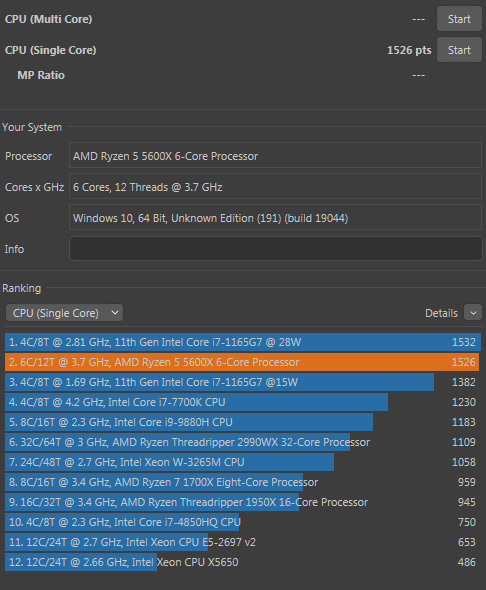 CPU (Multi Core) --- Start
CPU (Single Core) 1526 pts Start
MP Ratio ---
Your System
Processor AMD Ryzen 5 5600X 6-Core Processor
Cores x GHz 6 Cores, 12 Threads @ 3.7 GHz
OS Windows 10, 64 Bit, Unknown Edition (191) (build 19044)
Info
Ranking
CPU (Single Core) Details
1. 4C/8T @ 2.81 GHz, 11th Gen Intel Core i7-1165G7 @ 28W 1532
2. 6C/12T @ 3.7 GHz, AMD Ryzen 5 5600X 6-Core Processor 1526
3. 4C/8T @ 1.69 GHz, 11th Gen Intel Core i7-1165G7 @15W 1382
4. 4C/8T @ 4.2 GHz, Intel Core i7-7700K CPU 1230
5. 8C/16T @ 2.3 GHz, Intel Core i9-9880H CPU 1183
6. 32C/64T @ 3 GHz, AMD Ryzen Threadripper 2990WX 32-Core Processor 1109
7. 24C/48T @ 2.7 GHz, Intel Xeon W-3265M CPU 1058
8. 8C/16T @ 3.4 GHz, AMD Ryzen 7 1700X Eight-Core Processor 959
9. 16C/32T @ 3.4 GHz, AMD Ryzen Threadripper 1950X 16-Core Processor 945
10. 4C/8T @ 2.3 GHz, Intel Core i7-4850HQ CPU 750
11. 12C/24T @ 2.7 GHz, Intel Xeon CPU E5-2697 v2 653
12. 12C/24T @ 2.66 GHz, Intel Xeon CPU X5650 486